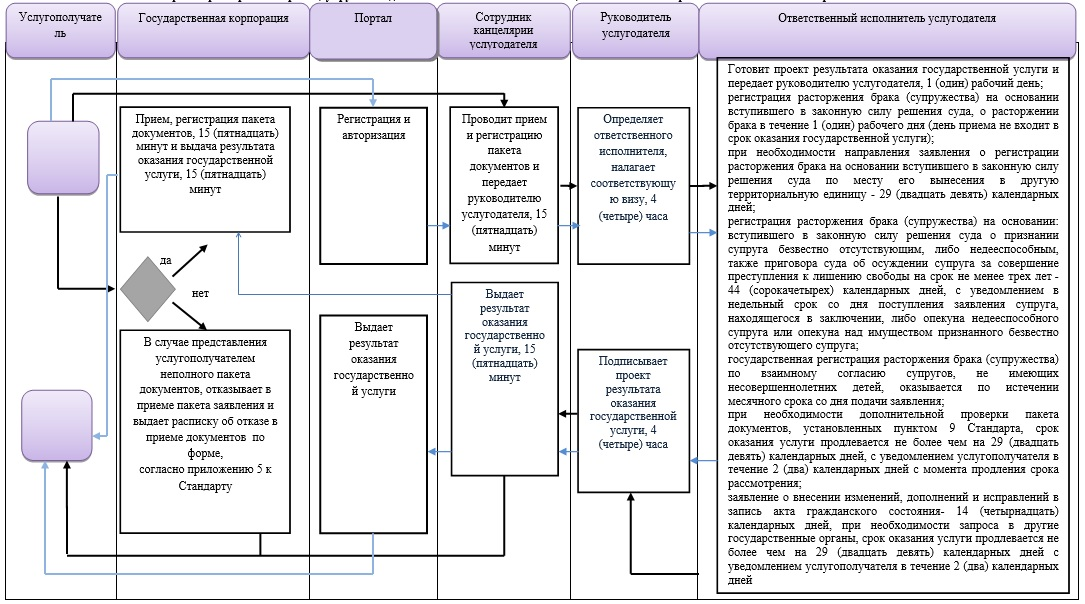 Услугополучате
ль
Государственная корпорация
Портал
Сотрудник
канцелярии
услугодателя
Руководитель
услугодателя
Ответственный исполнитель услугодателя
Прием, регистрация пакета
документов, 15 (пятнадцать)
минут и выдача результата
оказания государственной
услуги, 15 (пятнадцать)
минут
да
нет
В случае представления
услугополучателем
неполного пакета
документов, отказывает в
приеме пакета заявления и
выдает расписку об отказе в
приеме документов по
форме,
согласно приложению 5 к
Стандарту
Регистрация и
авторизация
Выдает
результат
оказания
государственно
й услуги
Проводит прием
и регистрацию
пакета
документов и
передает
руководителю
услугодателя, 15
(пятнадцать)
минут
Выдает
результат
оказания
государственно
й услуги, 15
(пятнадцать)
минут
Определяет
ответственного
исполнителя,
налагает
соответствующу
ю визу, 4
(четыре) часа
Подписывает
проект
результата
оказания
государственной
услуги, 4
(четыре) часа
Готовит проект результата оказания государственной услуги и
передает руководителю услугодателя, 1 (один) рабочий день;
регистрация расторжения брака (супружества) на основании
вступившего в законную силу решения суда, о расторжении
брака в течение 1 (один) рабочего дня (день приема не входит в
срок оказания государственной услуги);
при необходимости направления заявления о регистрации
расторжения брака на основании вступившего в законную силу
решения суда по месту его вынесения в другую
территориальную единицу - 29 (двадцать девять) календарных
дней;
регистрация расторжения брака (супружества) на основании:
вступившего в законную силу решения суда о признании
супруга безвестно отсутствующим, либо недееспособным,
также приговора суда об осуждении супруга за совершение
преступления к лишению свободы на срок не менее трех лет -
44 (сорокачетырех) календарных дней, с уведомлением в
недельный срок со дня поступления заявления супруга,
находящегося в заключении, либо опекуна недееспособного
супруга или опекуна над имуществом признанного безвестно
отсутствующего супруга;
государственная регистрация расторжения брака (супружества)
по взаимному согласию супругов, не имеющих
несовершеннолетних детей, оказывается по истечении
месячного срока со дня подачи заявления;
при необходимости дополнительной проверки пакета
документов, установленных пунктом 9 Стандарта, срок
оказания услуги продлевается не более чем на 29 (двадцать
девять) календарных дней, с уведомлением услугополучателя в
течение 2 (два) календарных дней с момента продления срока
рассмотрения;
заявление о внесении изменений, дополнений и исправлений в
запись акта гражданского состояния- 14 (четырнадцать)
календарных дней, при необходимости запроса в другие
государственные органы, срок оказания услуги продлевается не
более чем на 29 (двадцать девять) календарных дней с
уведомлением услугополучателя в течение 2 (два) календарных
дней